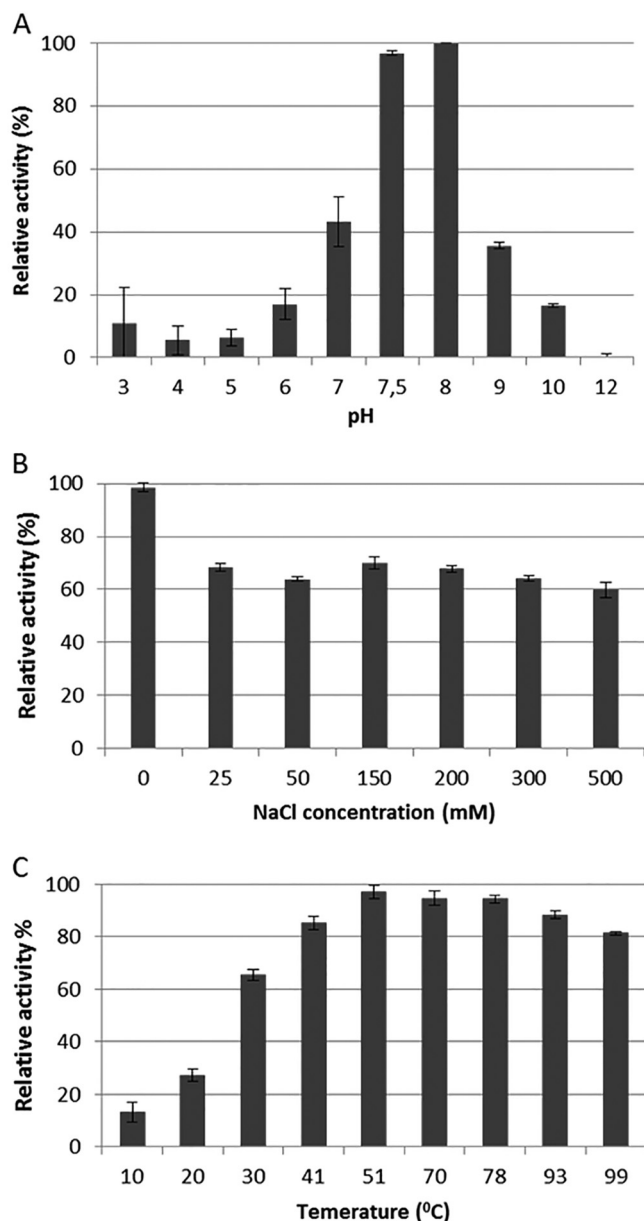 A
Relative activity (%)
100
80
60
40
20
0
3 4 5 6 7 7,5 8 9 10 12
pH
B
Relative activity (%)
100
80
60
40
20
0
0 25 50 150 200 300 500
NaCl concentration (mM)
C
Relative activity %
100
80
60
40
20
0
10 20 30 41 51 70 78 93 99
Temerature (⁰C)